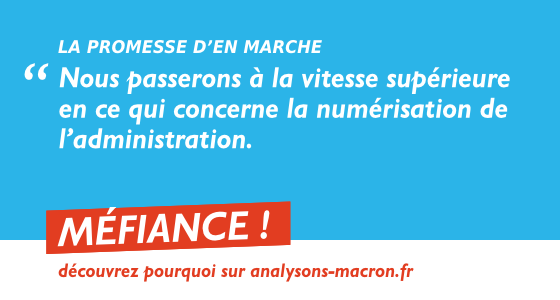 LA PROMESSE D’EN MARCHE
“ Nous passerons à la vitesse supérieure
en ce qui concerne la numérisation de
l’administration.
MÉFIANCE !
découvrez pourquoi sur analysons-macron.fr